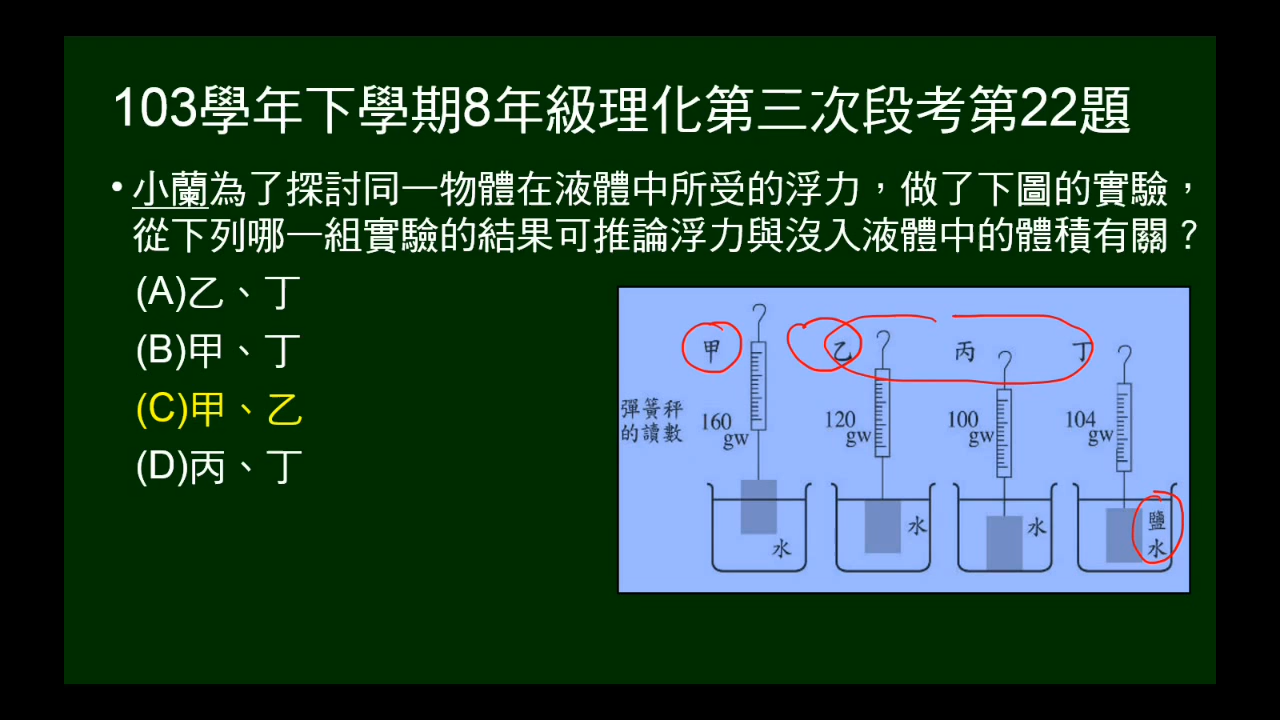 103學年下學期8年級理化第三次段考第22題
•小蘭為了探討同一物體在液體中所受的浮力，做了下圖的實驗，
從下列哪一組實驗的結果可推論浮力與沒入液體中的體積有關？
(A)乙、丁
(B)甲、丁
(C)甲、乙
(D)丙、丁
甲 乙 丙 丁
彈簧秤
的讀數
160 gw
120 gw
100 gw
104 gw
水
水
水
鹽
水